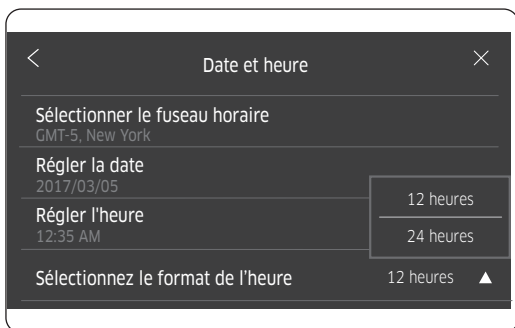 Date et heure
Sélectionner le fuseau horaire
GMT-5, New York
Régler la date
2017/03/05
Régler l'heure
12:35 AM
12 heures
24 heures
Sélectionnez le format de l’heure
12 heures